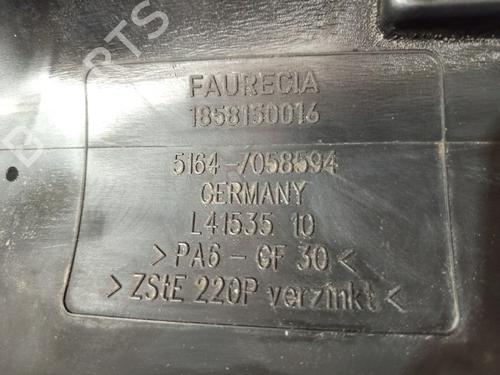 FAURECIA
1858150016
5164-7058594
GERMANY
L41535 10
> PA6 - GF 30 <
> ZStE 220P verzinkt <